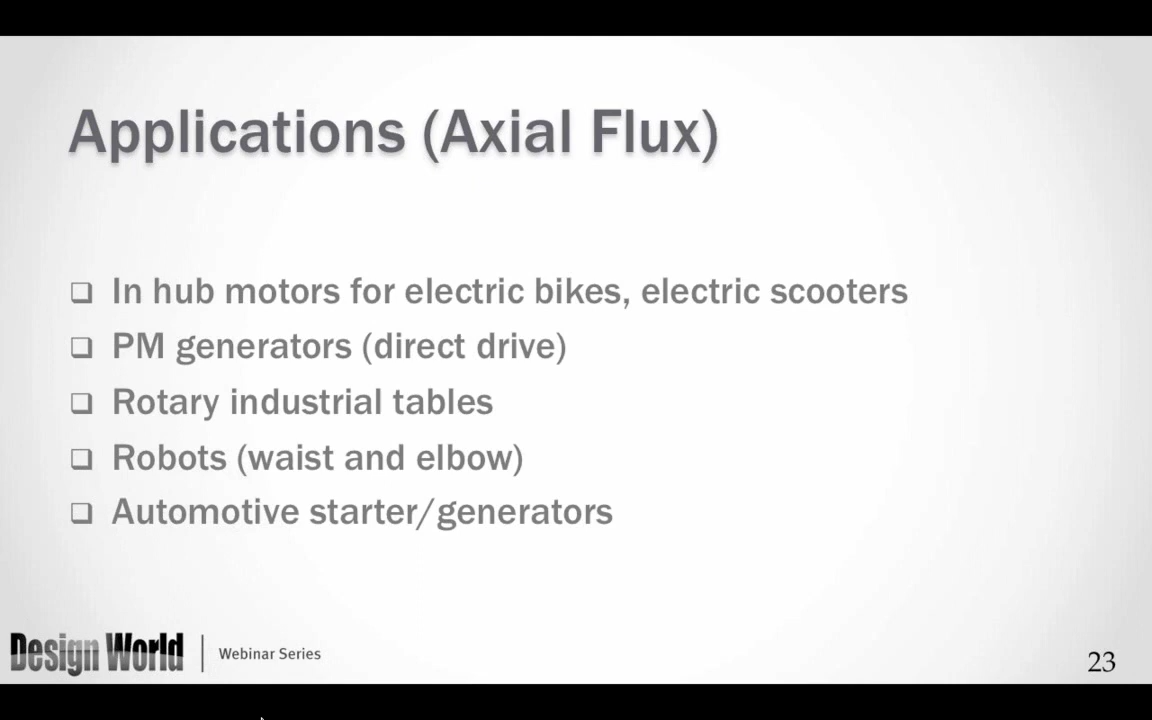 Applications (Axial Flux)
In hub motors for electric bikes, electric scooters
PM generators (direct drive)
Rotary industrial tables
Robots (waist and elbow)
Automotive starter/generators
Design World | Webinar Series
23